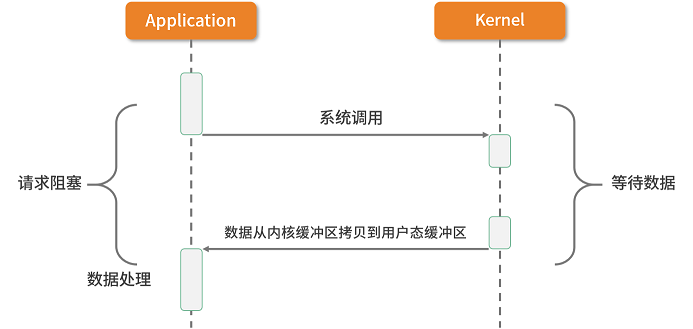 Application
Kernel
系统调用
请求阻塞
等待数据
数据从内核缓冲区拷贝到用户态缓冲区
数据处理